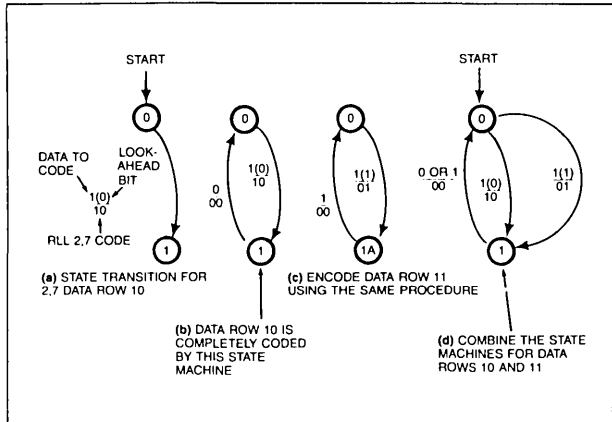 START
START
0
0
0
0
DATA TO
CODE
LOOK-
AHEAD
BIT
1(0)
10
RLL 2,7 CODE
0
00
1(0)
10
1
00
1(1)
01
0 OR 1
00
1(0)
10
1(1)
01
1
1
1A
1
(a) STATE TRANSITION FOR
2,7 DATA ROW 10
(b) DATA ROW 10 IS
COMPLETELY CODED
BY THIS STATE
MACHINE
(c) ENCODE DATA ROW 11
USING THE SAME PROCEDURE
(d) COMBINE THE STATE
MACHINES FOR DATA
ROWS 10 AND 11